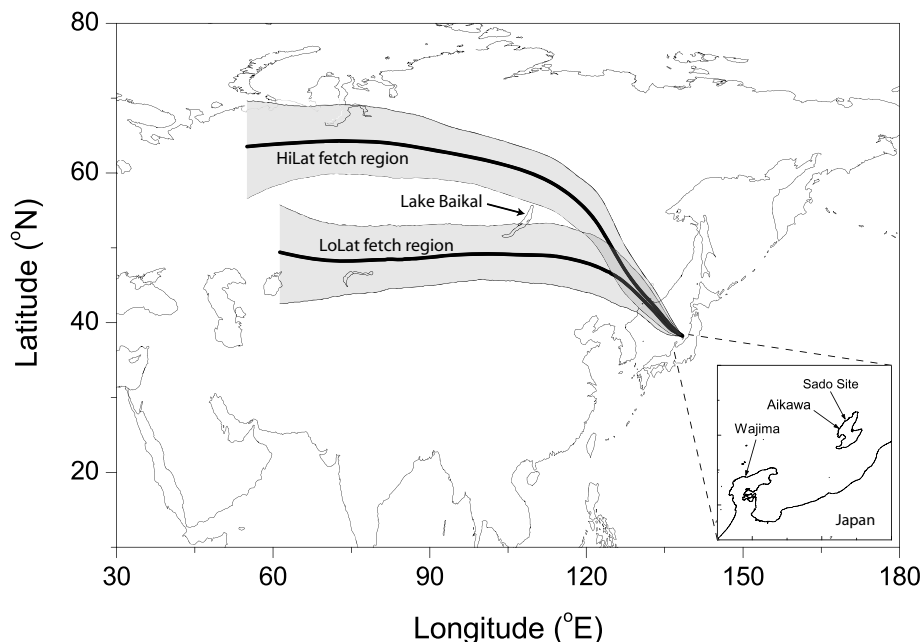 80
60
40
20
Latitude (°N)
HiLat fetch region
Lake Baikal
LoLat fetch region
Sado Site
Aikawa
Wajima
Japan
30
60
90
120
150
180
Longitude (°E)